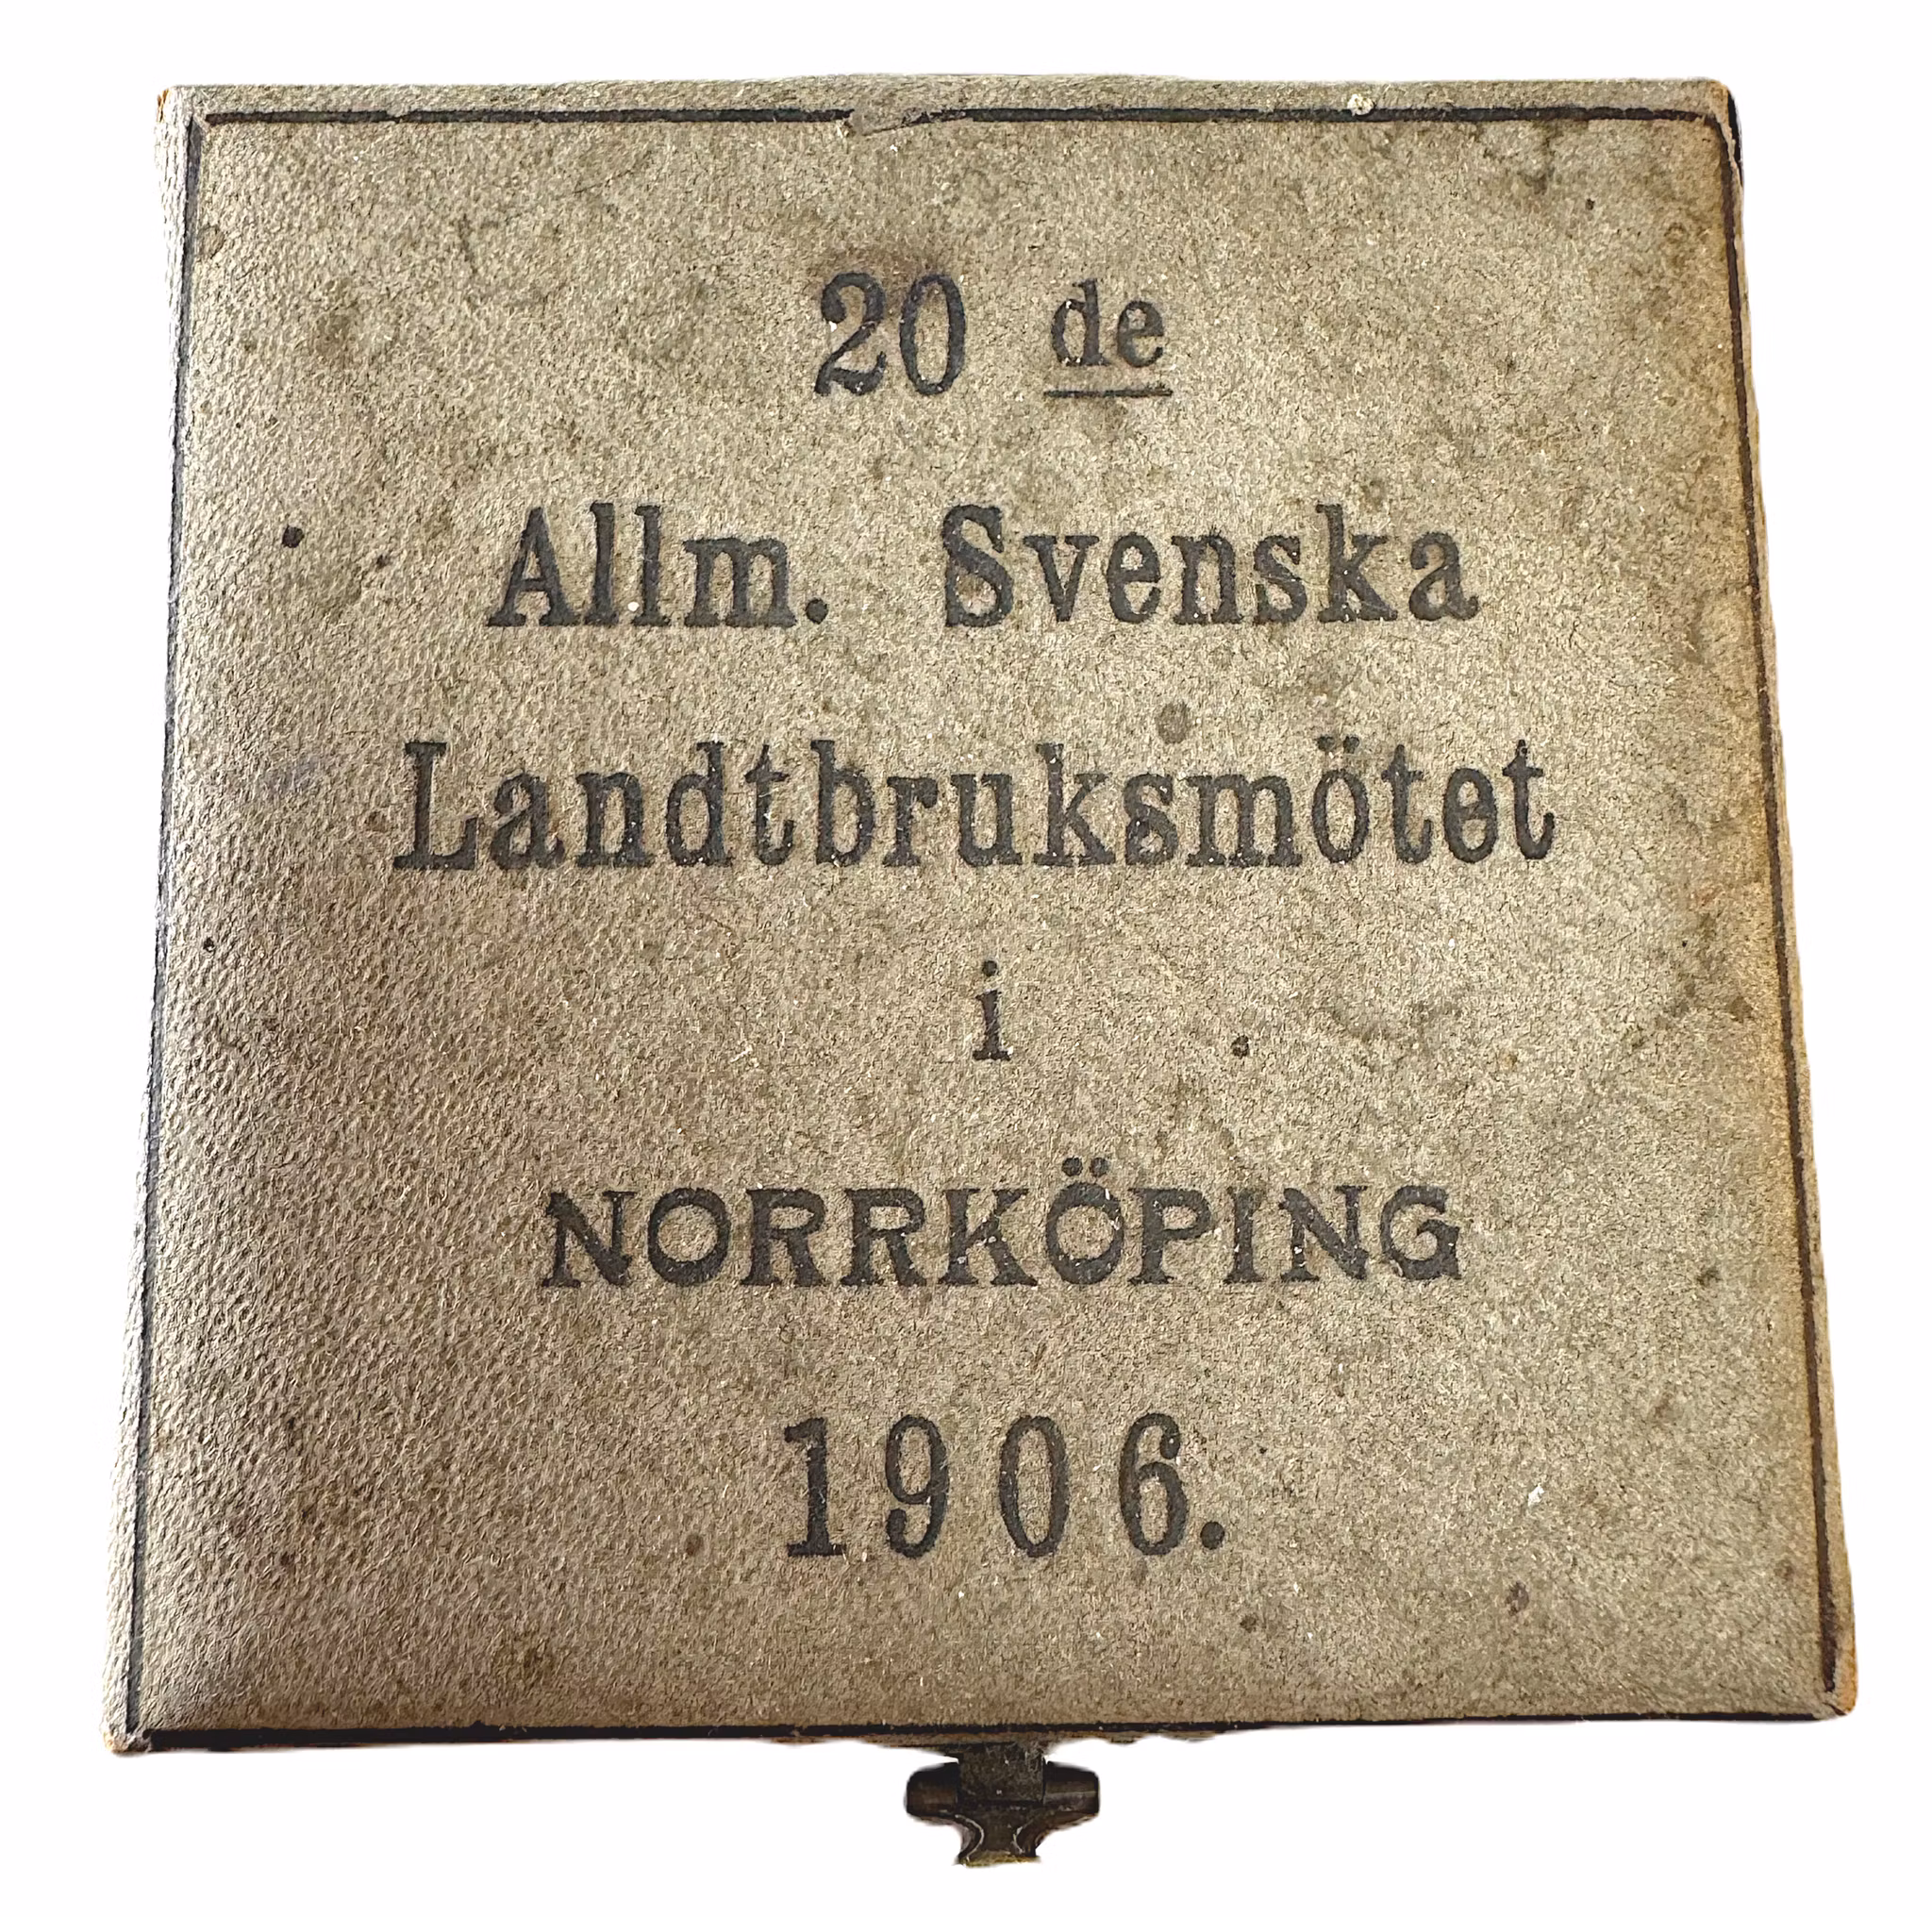 20 de
Allm. Svenska
Landtbruksmötet
i
NORRKÖPING
1906.